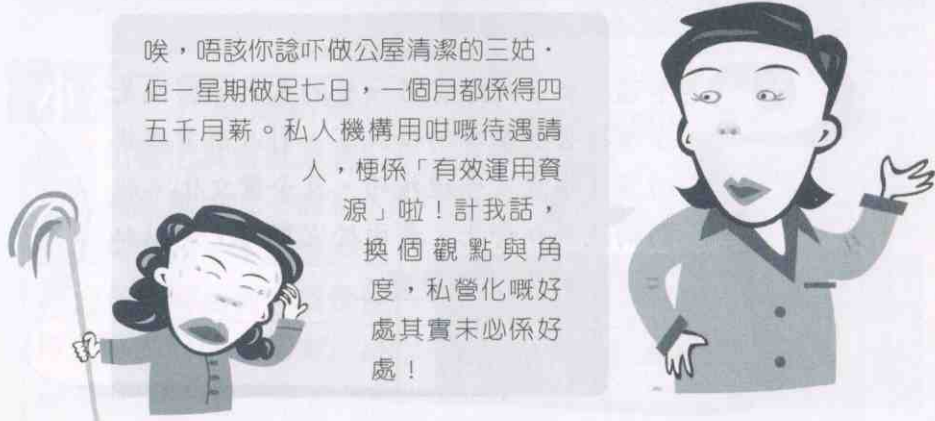 唉，唔該你諗吓做公屋清潔的三姑，
佢一星期做足七日，一個月都係得四
五千月薪。私人機構用咁嘅待遇請
人，梗係「有效運用資
源」啦！計我話，
換個觀點與角
度，私營化嘅好
處其實未必係好
處！